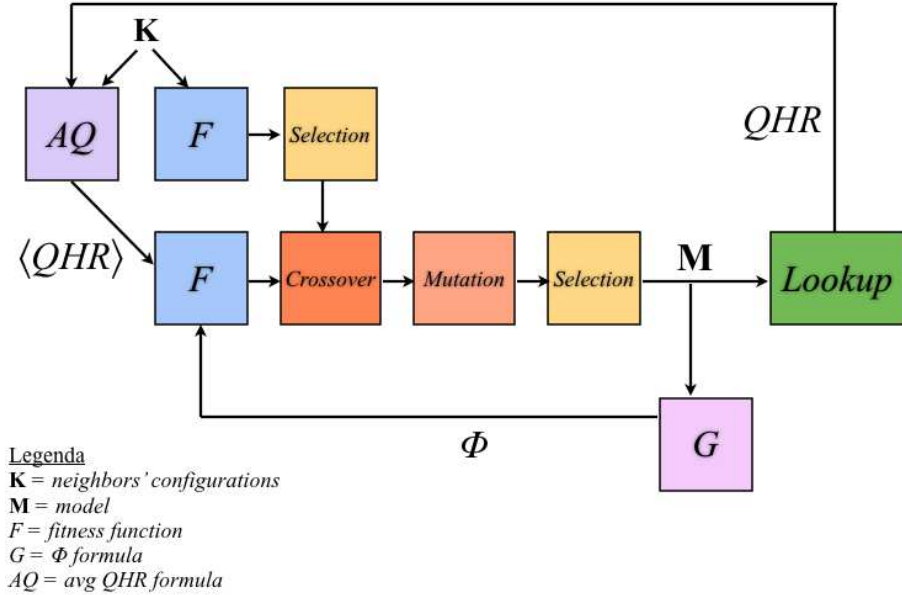 K
AQ
F
Selection
QHR
⟨QHR⟩
F
Crossover
Mutation
Selection
M
Lookup
Φ
G
Legenda
K = neighbors' configurations
M = model
F = fitness function
G = Φ formula
AQ = avg QHR formula